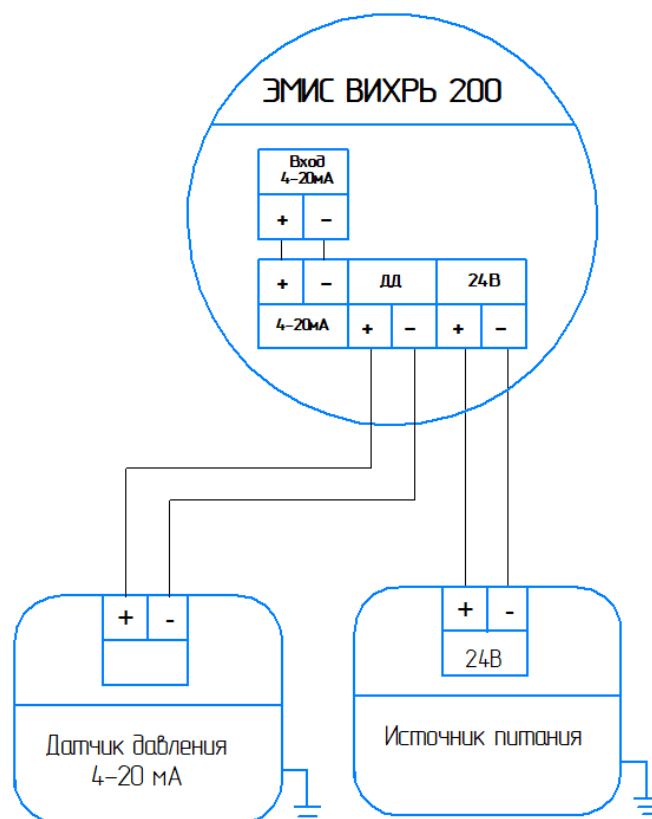 ЭМИС ВИХРЬ 200
Вход
4-20мА
+ -
+ - ДД 24В
4-20мА + - + -
+ - + -
24В
Датчик давления
4-20 мА
Источник питания